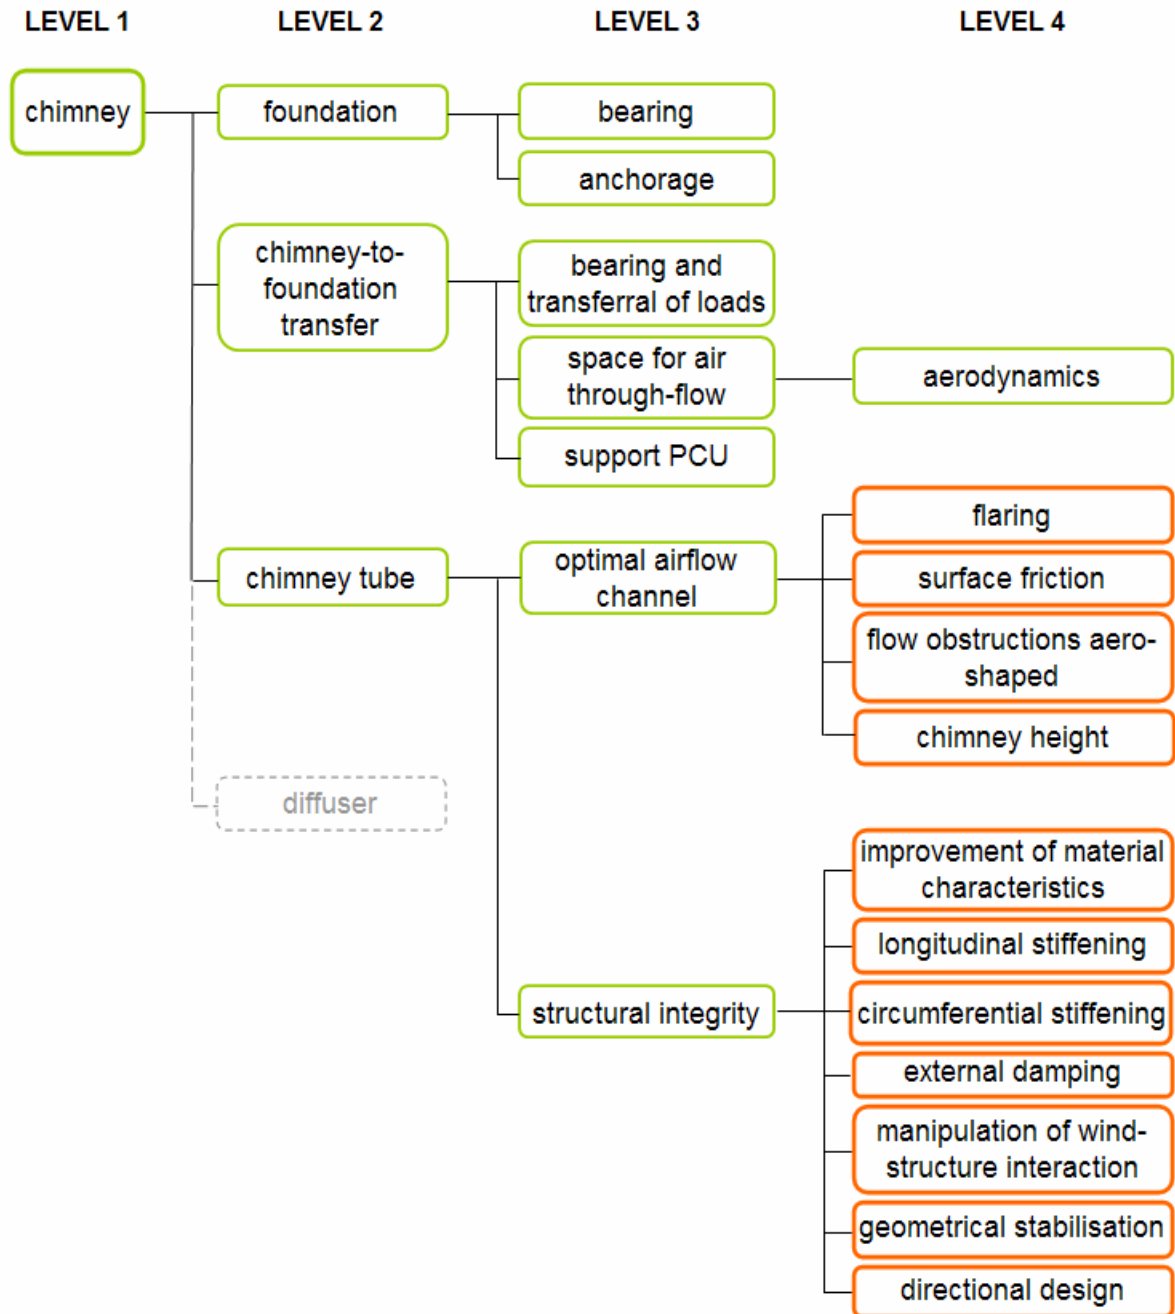 LEVEL 1 LEVEL 2 LEVEL 3 LEVEL 4
chimney
foundation
bearing
anchorage
chimney-to-
foundation
transfer
bearing and
transferral of loads
space for air
through-flow
aerodynamics
support PCU
chimney tube
optimal airflow
channel
flaring
surface friction
flow obstructions aero-
shaped
chimney height
diffuser
structural integrity
improvement of material
characteristics
longitudinal stiffening
circumferential stiffening
external damping
manipulation of wind-
structure interaction
geometrical stabilisation
directional design